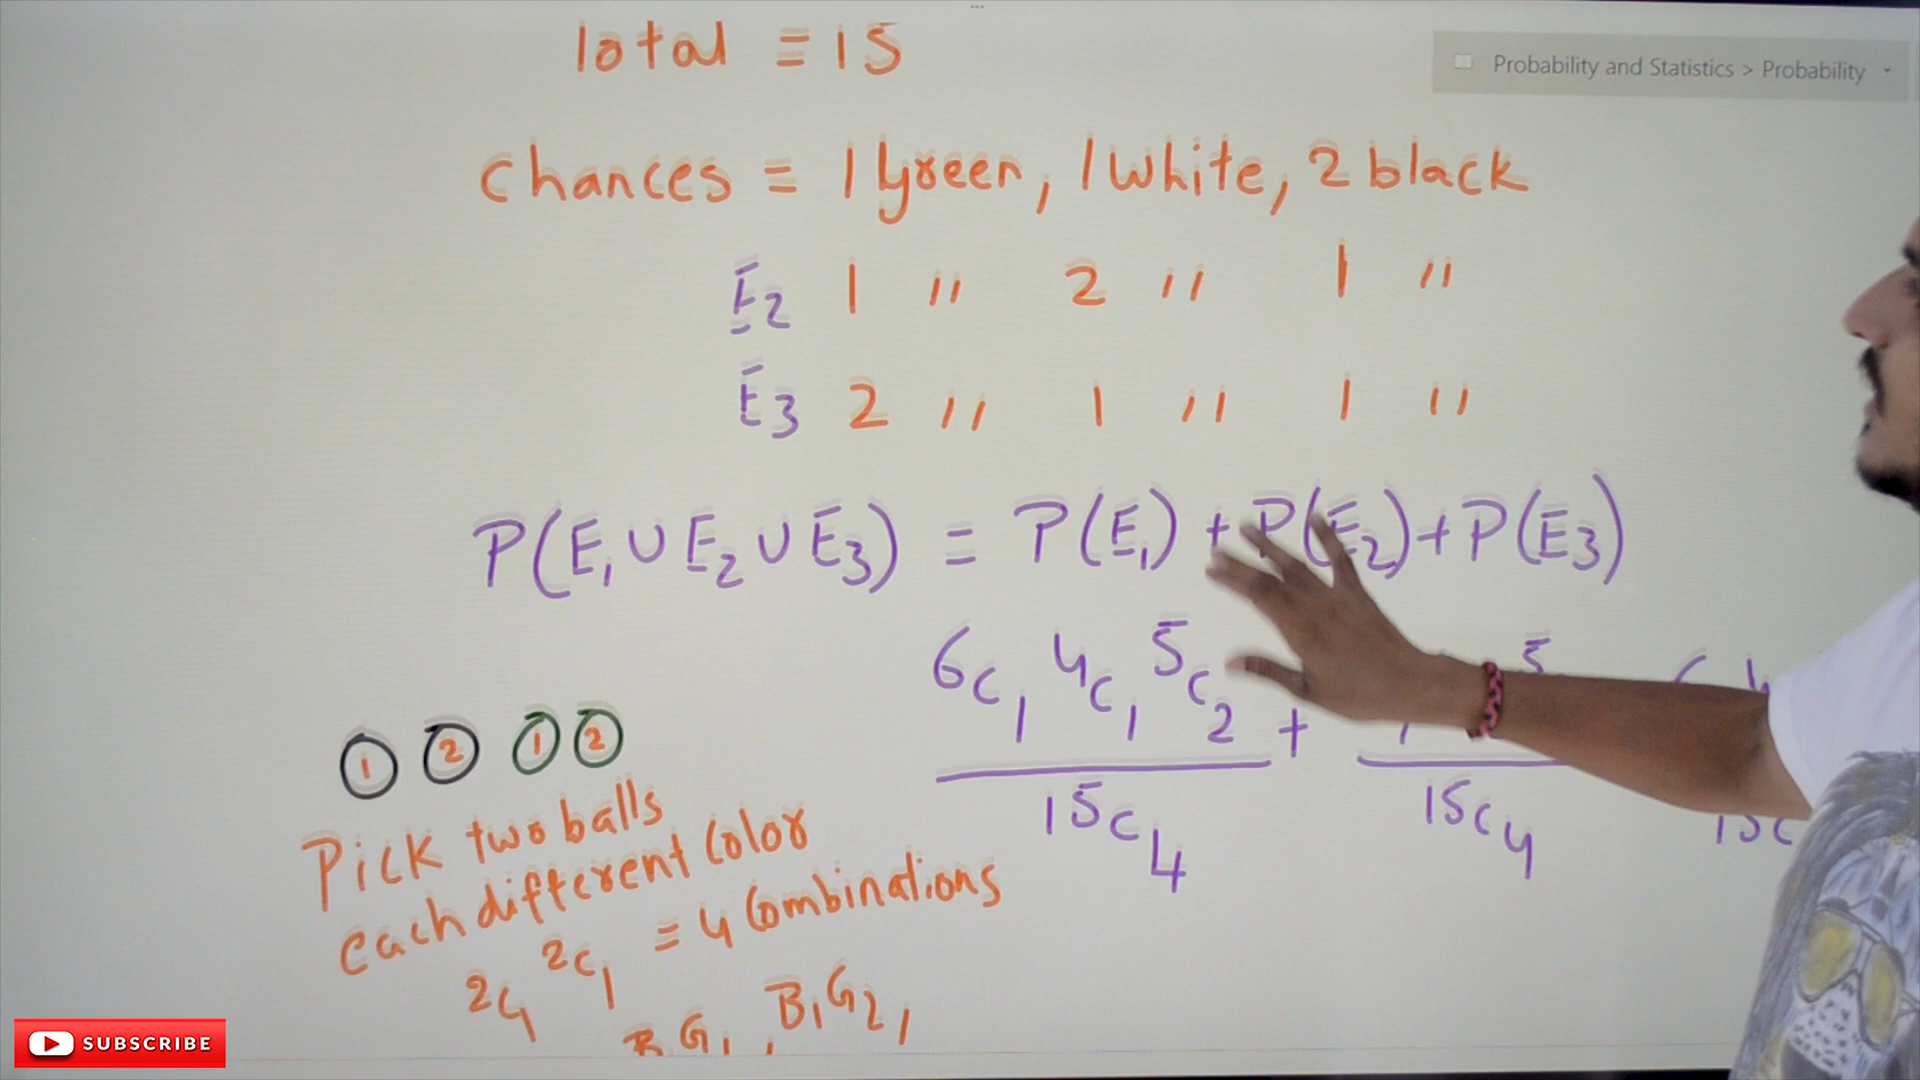 Total = 15
Probability and Statistics > Probability
Chances = 1 Green, 1 White, 2 black
E2 1 " 2 " 1 "
E3 2 " 1 " 1 "
P(E1 ∪ E2 ∪ E3) = P(E1) + P(E2) + P(E3)
6C1 4C1 5C2 +
15C4 15C4
1 2 1 2
Pick two balls
each different color
2C1 2C1 = 4 Combinations
B1G2,
SUBSCRIBE